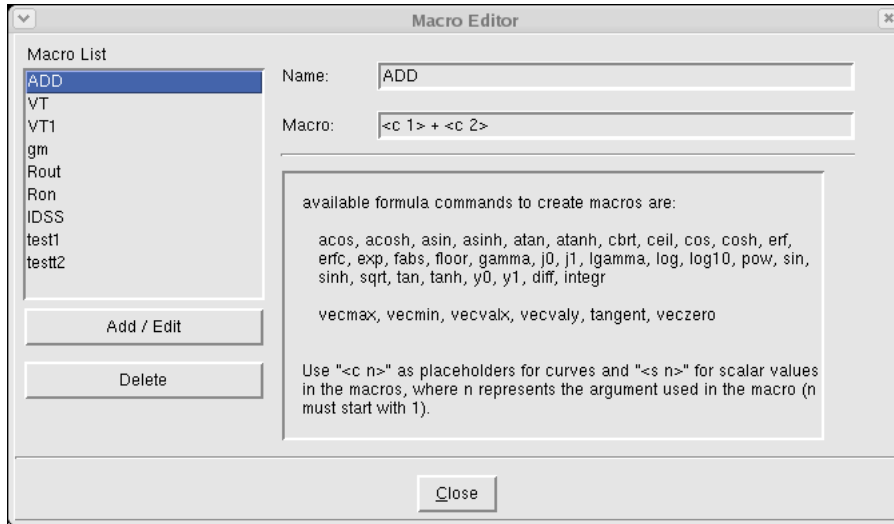 Macro Editor
Macro List
ADD
VT
VT1
gm
Rout
Ron
IDSS
test1
testt2
Add / Edit
Delete
Name:
ADD
Macro:
<c 1> + <c 2>
available formula commands to create macros are:
acos, acosh, asin, asinh, atan, atanh, cbrt, ceil, cos, cosh, erf,
erfc, exp, fabs, floor, gamma, j0, j1, lgamma, log, log10, pow, sin,
sinh, sqrt, tan, tanh, y0, y1, diff, integr
vecmax, vecmin, vecvalx, vecvaly, tangent, veczero
Use "<c n>" as placeholders for curves and "<s n>" for scalar values
in the macros, where n represents the argument used in the macro (n
must start with 1).
Close